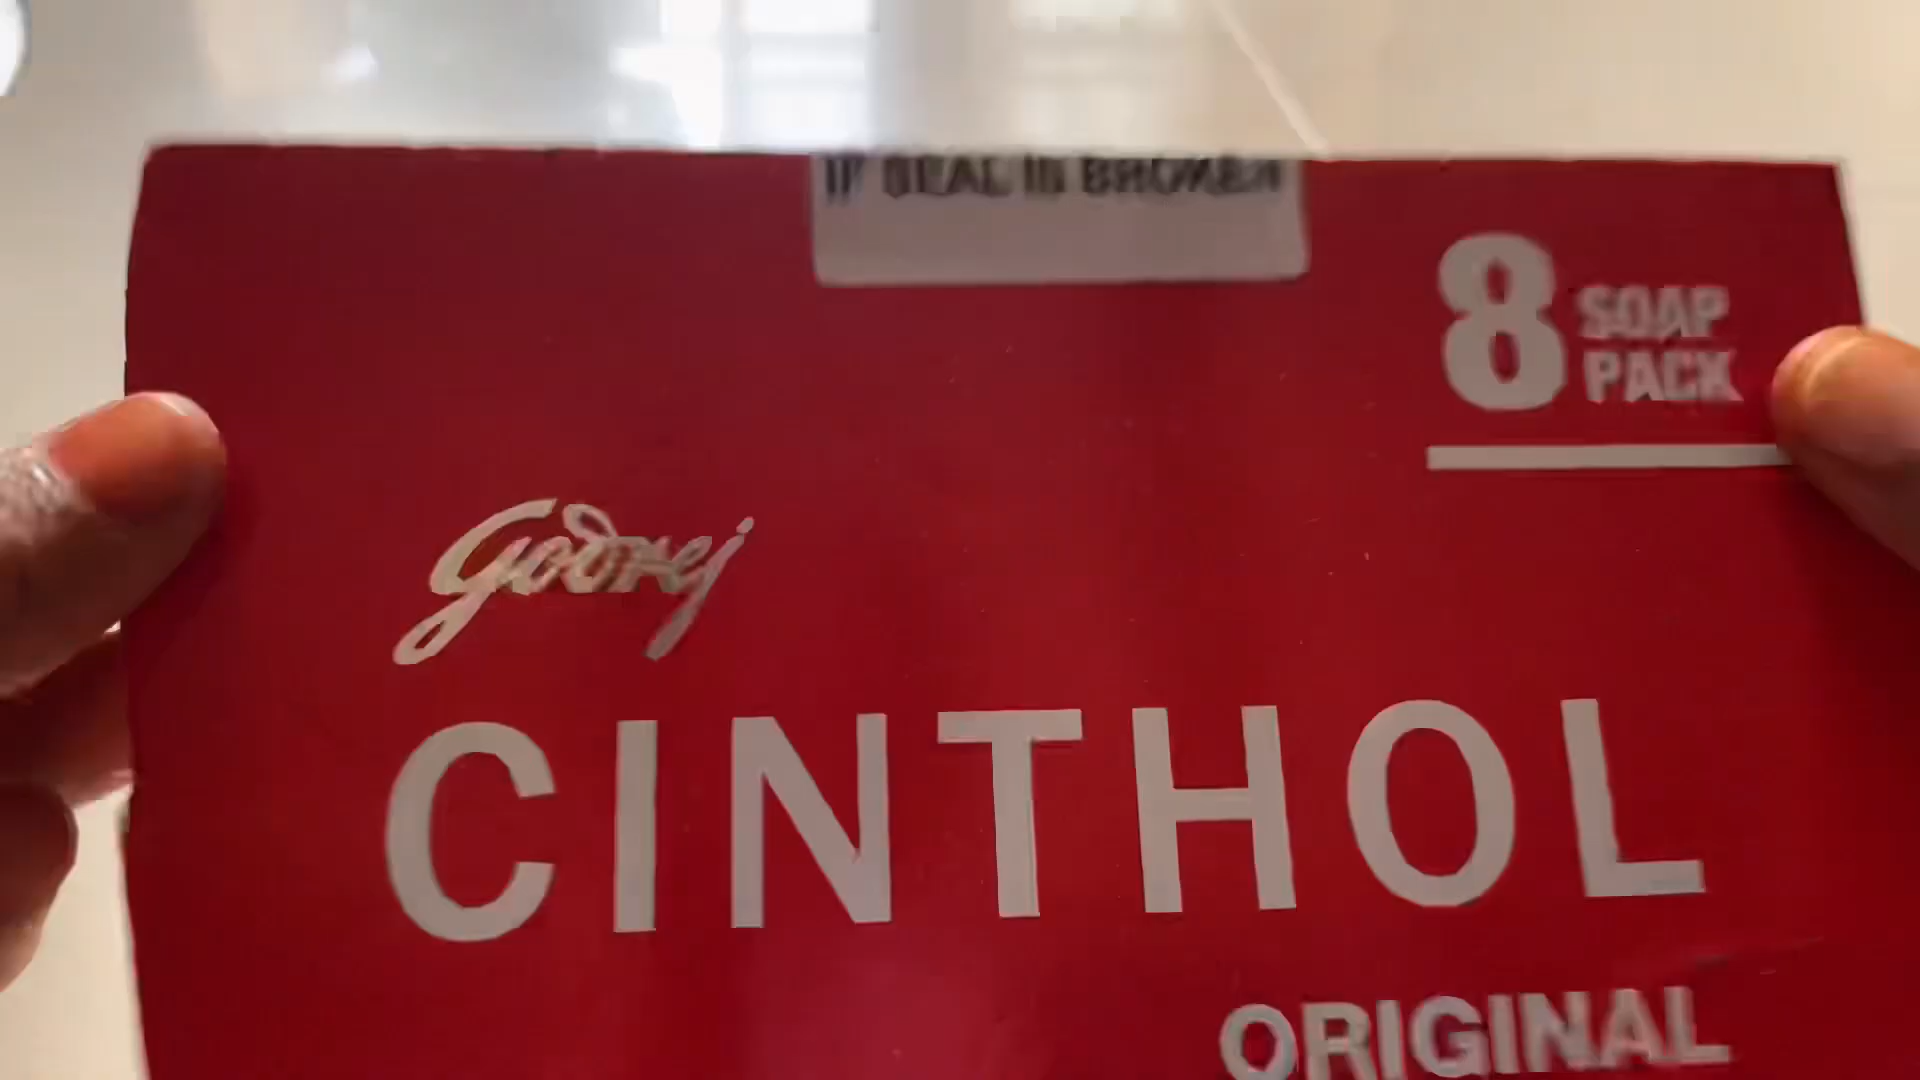 IF SEAL IS BROKEN
8 SOAP
PACK
Godrej
CINTHOL
ORIGINAL